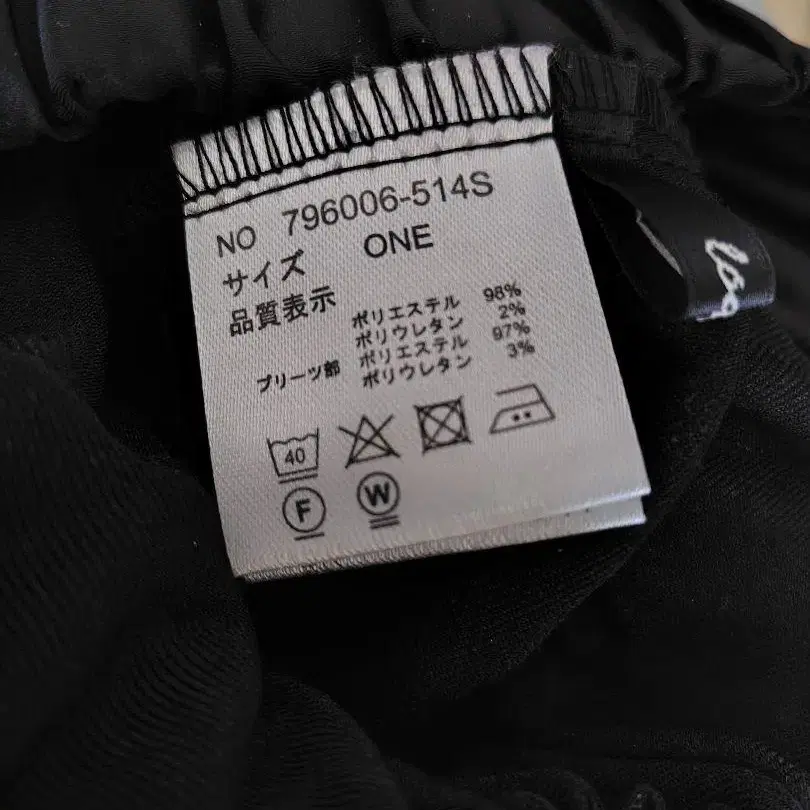 NO 796006-514S
サイズ ONE
品質表示
ポリエステル 98%
ポリウレタン 2%
プリーツ部 ポリエステル 97%
ポリウレタン 3%
40
F W